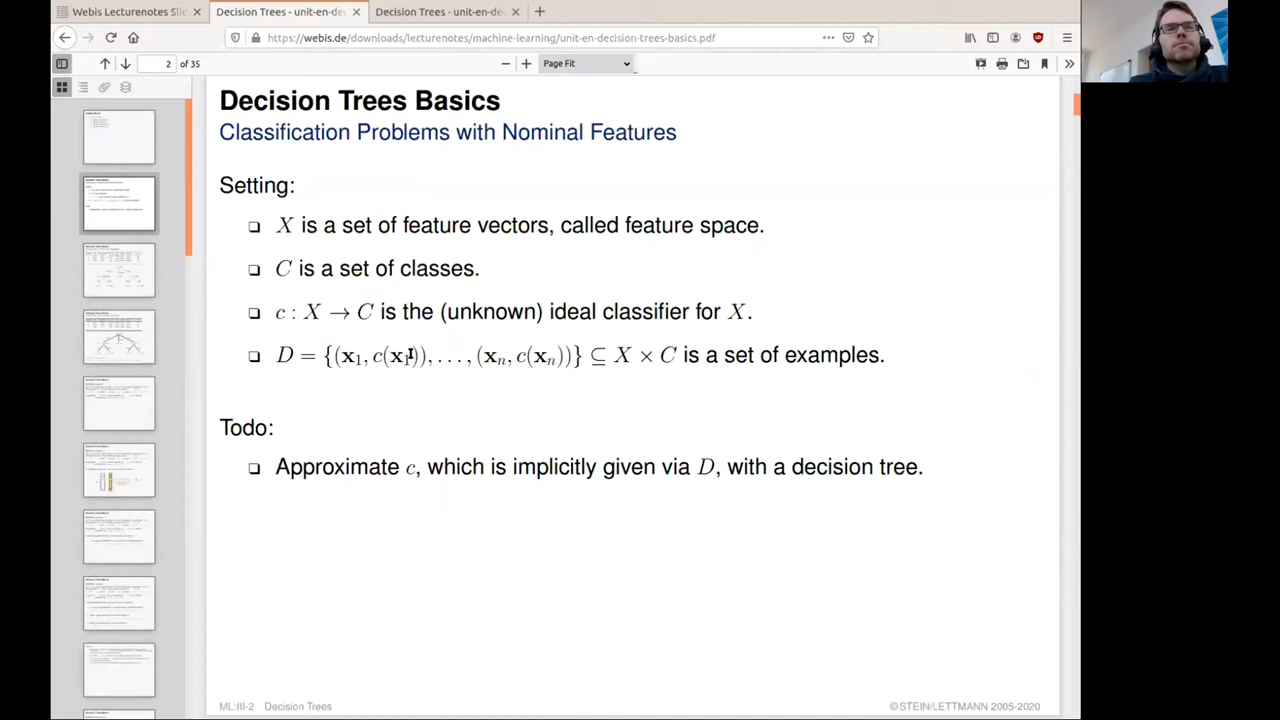 Webis Lecturenotes Slid
Decision Trees - unit-en-de
Decision Trees - unit-en-de
https://webis.de/downloads/lecturenotes/machine-learning/unit-en-decision-trees-basics.pdf
2 of 35
Page Fit
Decision Trees Basics
Classification Problems with Nominal Features
Setting:
❑ X is a set of feature vectors, called feature space.
❑ C is a set of classes.
❑ c : X → C is the (unknown) ideal classifier for X.
❑ D = {(x₁, c(x₁)), . . . , (xₙ, c(xₙ))} ⊆ X × C is a set of examples.
Todo:
❑ Approximate c, which is implicitly given via D, with a decision tree.
ML:III-2 Decision Trees
©STEIN/LETTMANN 2005-2020